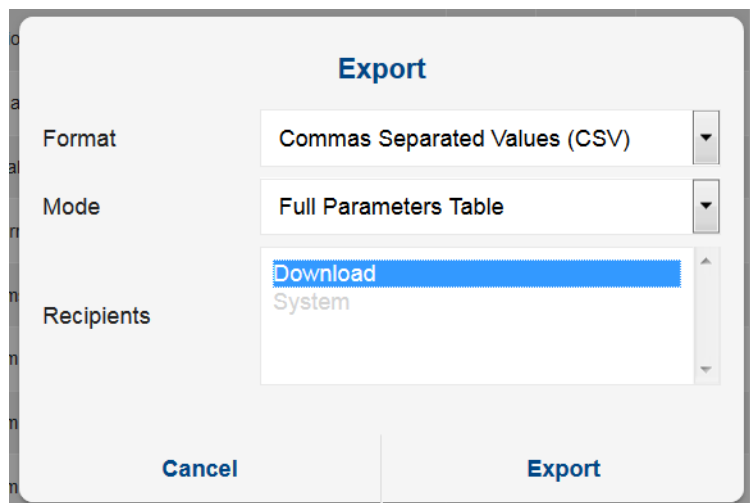 Export
Format
Commas Separated Values (CSV)
Mode
Full Parameters Table
Recipients
Download
System
Cancel
Export